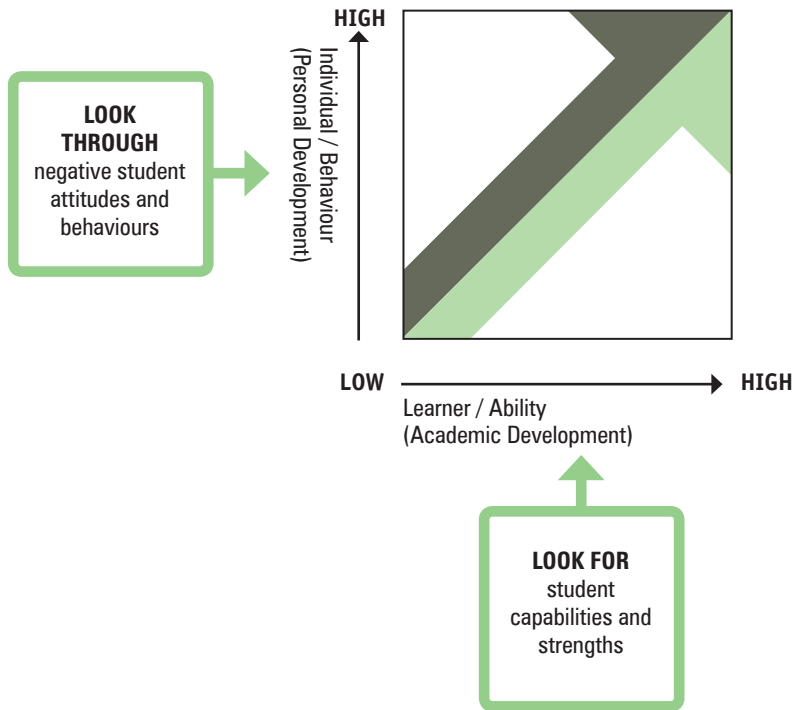 HIGH
LOOK
THROUGH
negative student
attitudes and
behaviours
Individual / Behaviour
(Personal Development)
LOW
HIGH
Learner / Ability
(Academic Development)
LOOK FOR
student
capabilities and
strengths